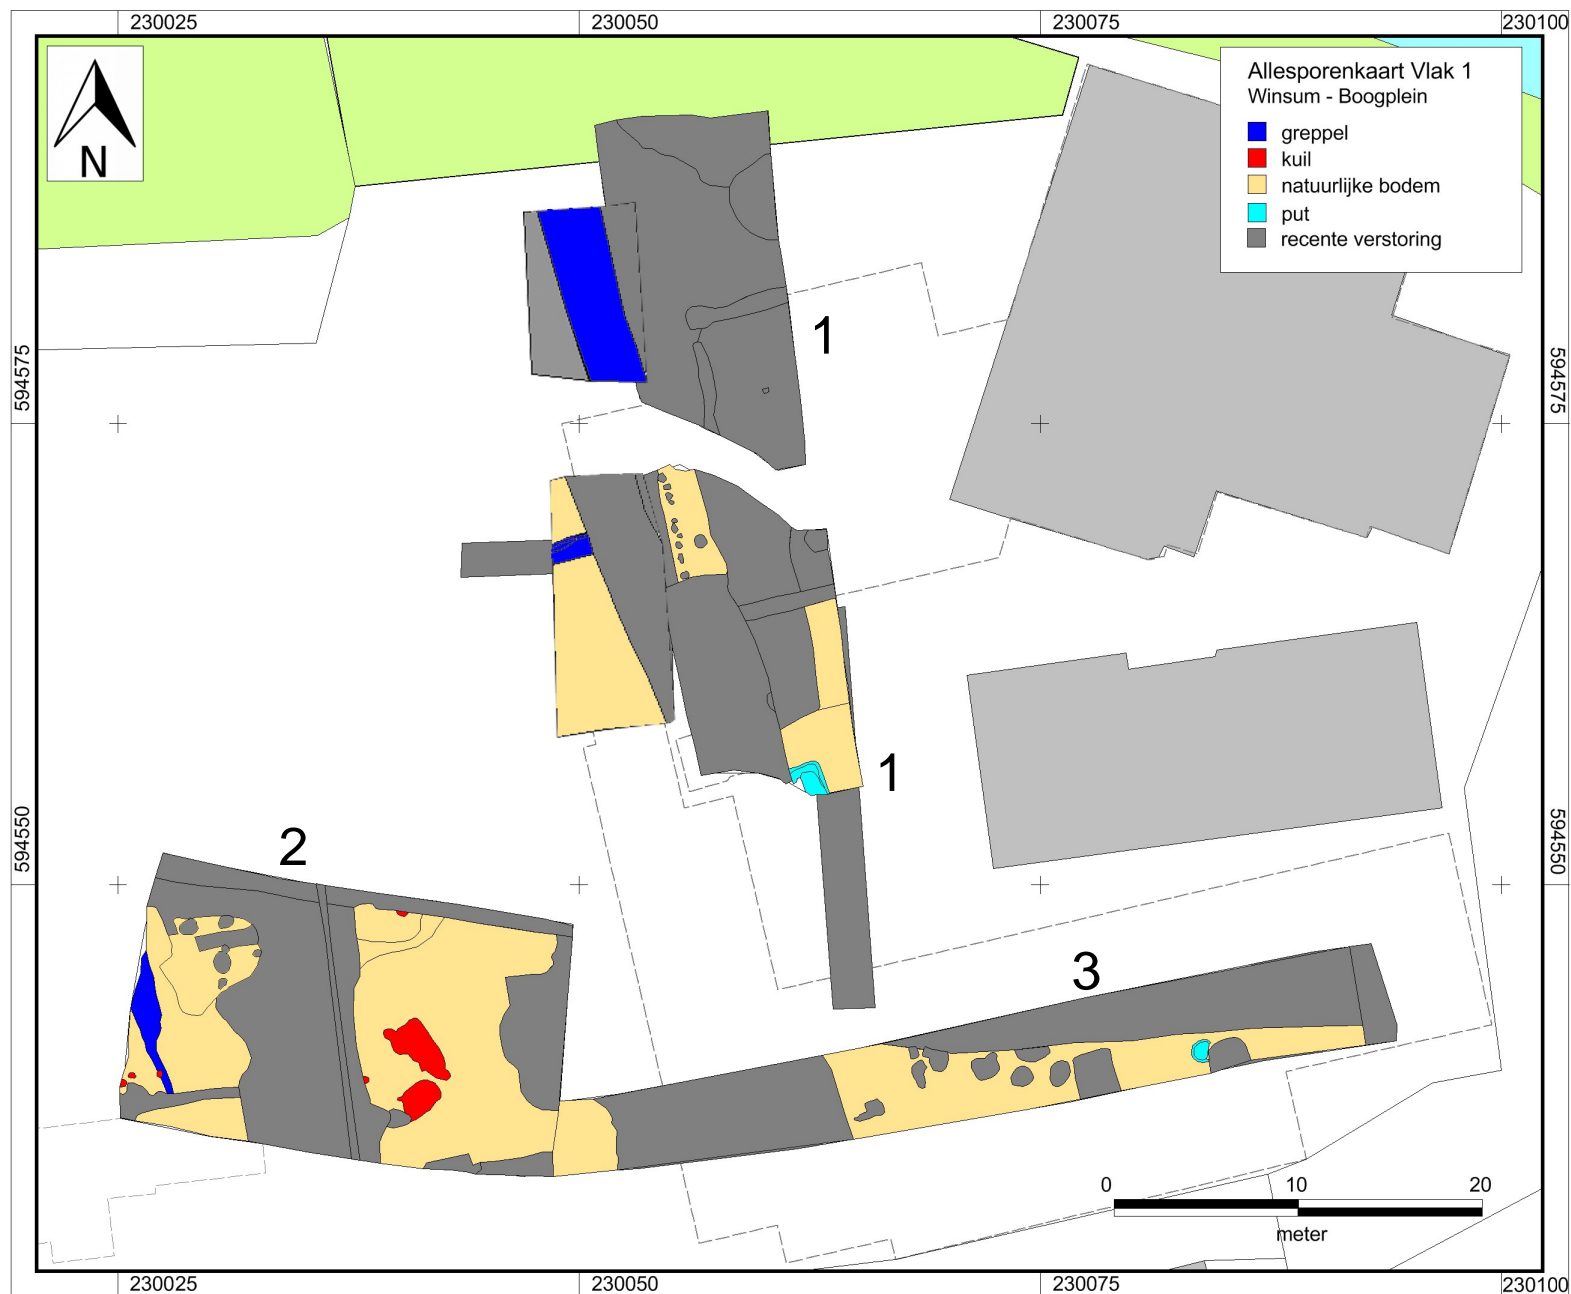 230025
230050
230075
230100
N
Allesporenkaart Vlak 1
Winsum - Boogplein
greppel
kuil
natuurlijke bodem
put
recente verstoring
594575
594575
1
1
594550
594550
2
3
0 10 20
meter
230025
230050
230075
230100